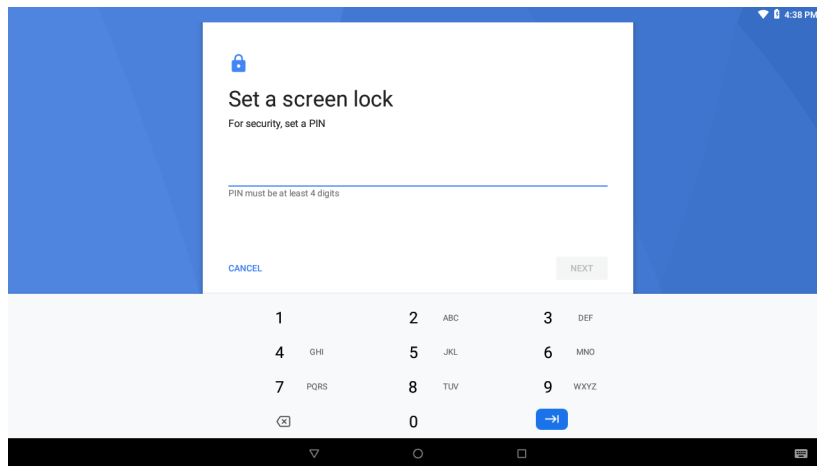 4:38 PM
Set a screen lock
For security, set a PIN
PIN must be at least 4 digits
CANCEL NEXT
1 2 ABC 3 DEF
4 GHI 5 JKL 6 MNO
7 PQRS 8 TUV 9 WXYZ
0